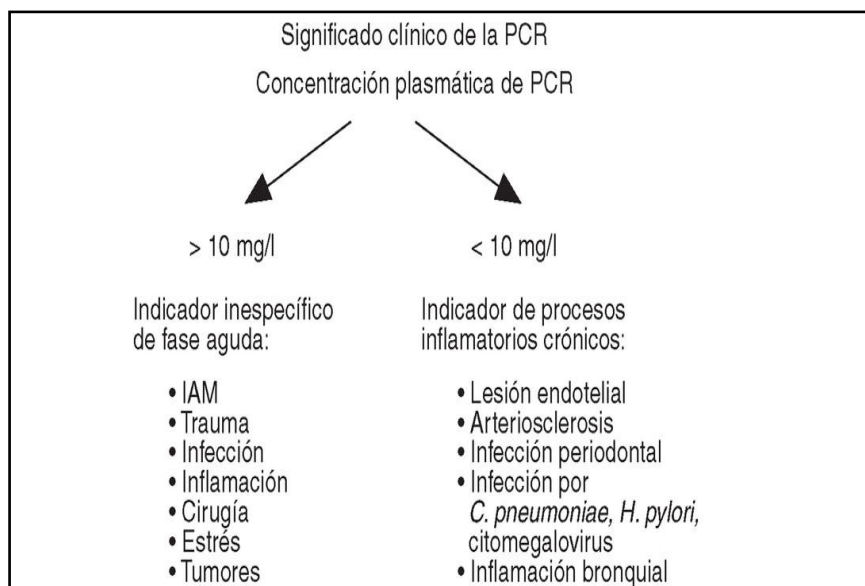 Significado clínico de la PCR
Concentración plasmática de PCR
> 10 mg/l
Indicador inespecífico
de fase aguda:
• IAM
• Trauma
• Infección
• Inflamación
• Cirugía
• Estrés
• Tumores
< 10 mg/l
Indicador de procesos
inflamatorios crónicos:
• Lesión endotelial
• Arteriosclerosis
• Infección periodontal
• Infección por
C. pneumoniae, H. pylori,
citomegalovirus
• Inflamación bronquial